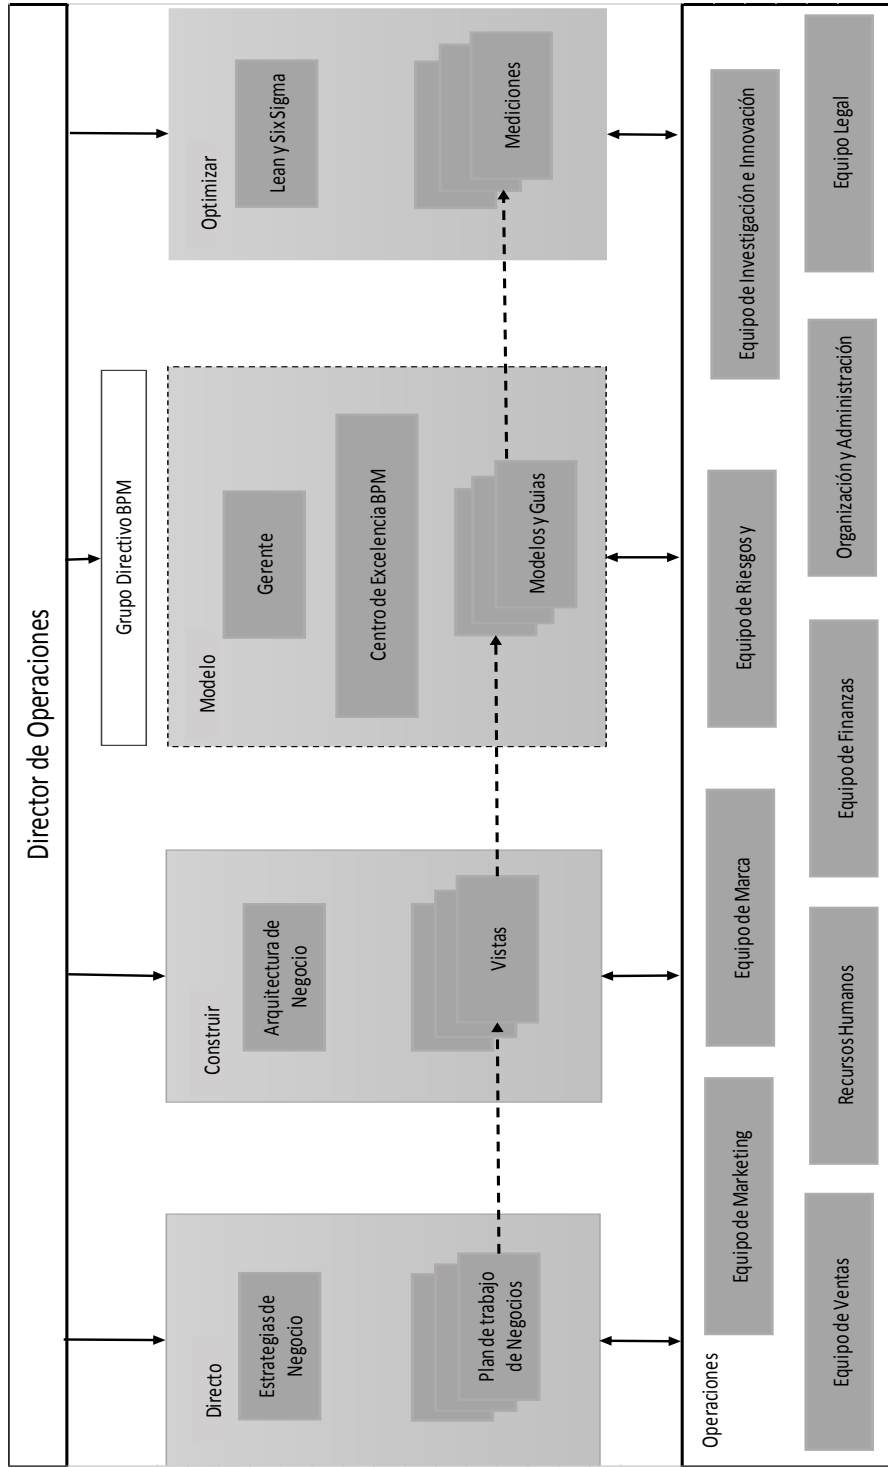 Director de Operaciones
Grupo Directivo BPM
Directo
Estrategias de
Negocio
Plan de trabajo
de Negocios
Construir
Arquitectura de
Negocio
Vistas
Modelo
Gerente
Centro de Excelencia BPM
Modelos y Guias
Optimizar
Lean y Six Sigma
Mediciones
Operaciones
Equipo de Marketing
Equipo de Marca
Equipo de Riesgos y
Equipo de Investigación e Innovación
Equipo de Ventas
Recursos Humanos
Equipo de Finanzas
Organización y Administración
Equipo Legal